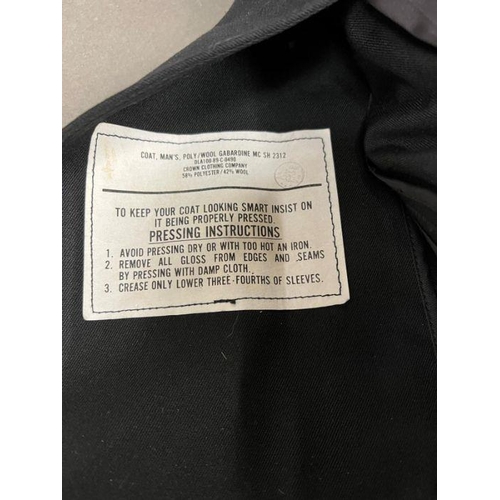 COAT, MAN'S, POLY/WOOL GABARDINE MC SH 2312
DLA100-89-C-0490
CROWN CLOTHING COMPANY
58% POLYESTER/42% WOOL
TO KEEP YOUR COAT LOOKING SMART INSIST ON
IT BEING PROPERLY PRESSED.
PRESSING INSTRUCTIONS
1. AVOID PRESSING DRY OR WITH TOO HOT AN IRON.
2. REMOVE ALL GLOSS FROM EDGES AND SEAMS
BY PRESSING WITH DAMP CLOTH.
3. CREASE ONLY LOWER THREE-FOURTHS OF SLEEVES.